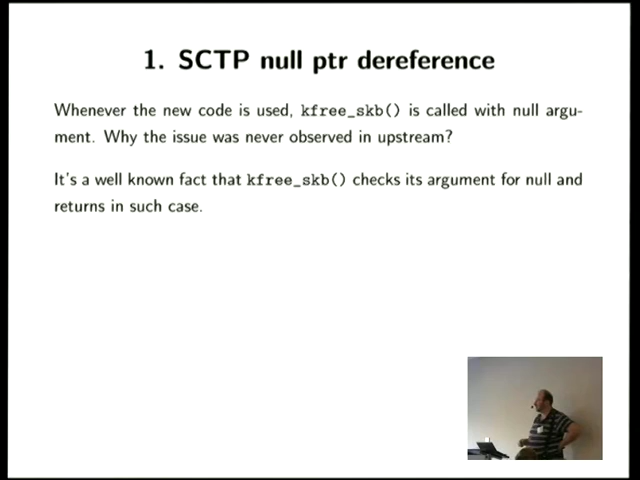 1. SCTP null ptr dereference
Whenever the new code is used, kfree_skb() is called with null argu-
ment. Why the issue was never observed in upstream?
It's a well known fact that kfree_skb() checks its argument for null and
returns in such case.